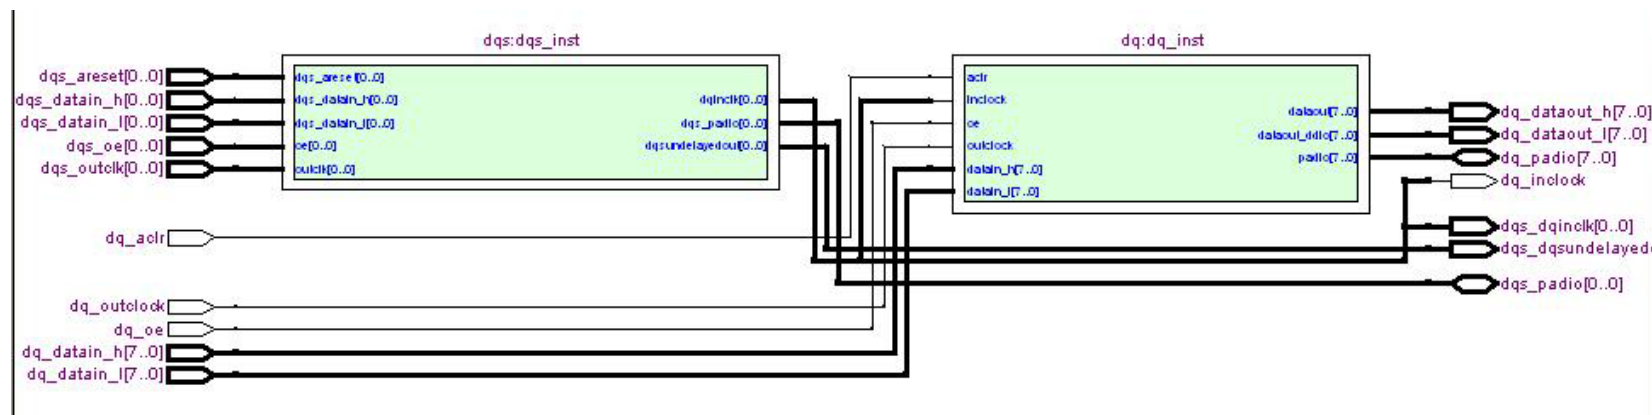 dqs:dqs_inst
dq:dq_inst
dqs_areset[0..0]
dqs_datain_h[0..0]
dqs_datain_l[0..0]
dqs_oe[0..0]
dqs_outclk[0..0]
dqs_areset[0..0]
dqs_datain_h[0..0]
dqs_datain_l[0..0]
oe[0..0]
outclk[0..0]
dqinclk[0..0]
dqs_padio[0..0]
dqsundelayedout[0..0]
aclr
inclock
oe
outclock
datain_h[7..0]
datain_l[7..0]
dataout[7..0]
dataout_ddio[7..0]
padio[7..0]
dq_dataout_h[7..0]
dq_dataout_l[7..0]
dq_padio[7..0]
dq_inclock
dqs_dqinclk[0..0]
dqs_padio[0..0]
dq_aclr
dq_outclock
dq_oe
dq_datain_h[7..0]
dq_datain_l[7..0]